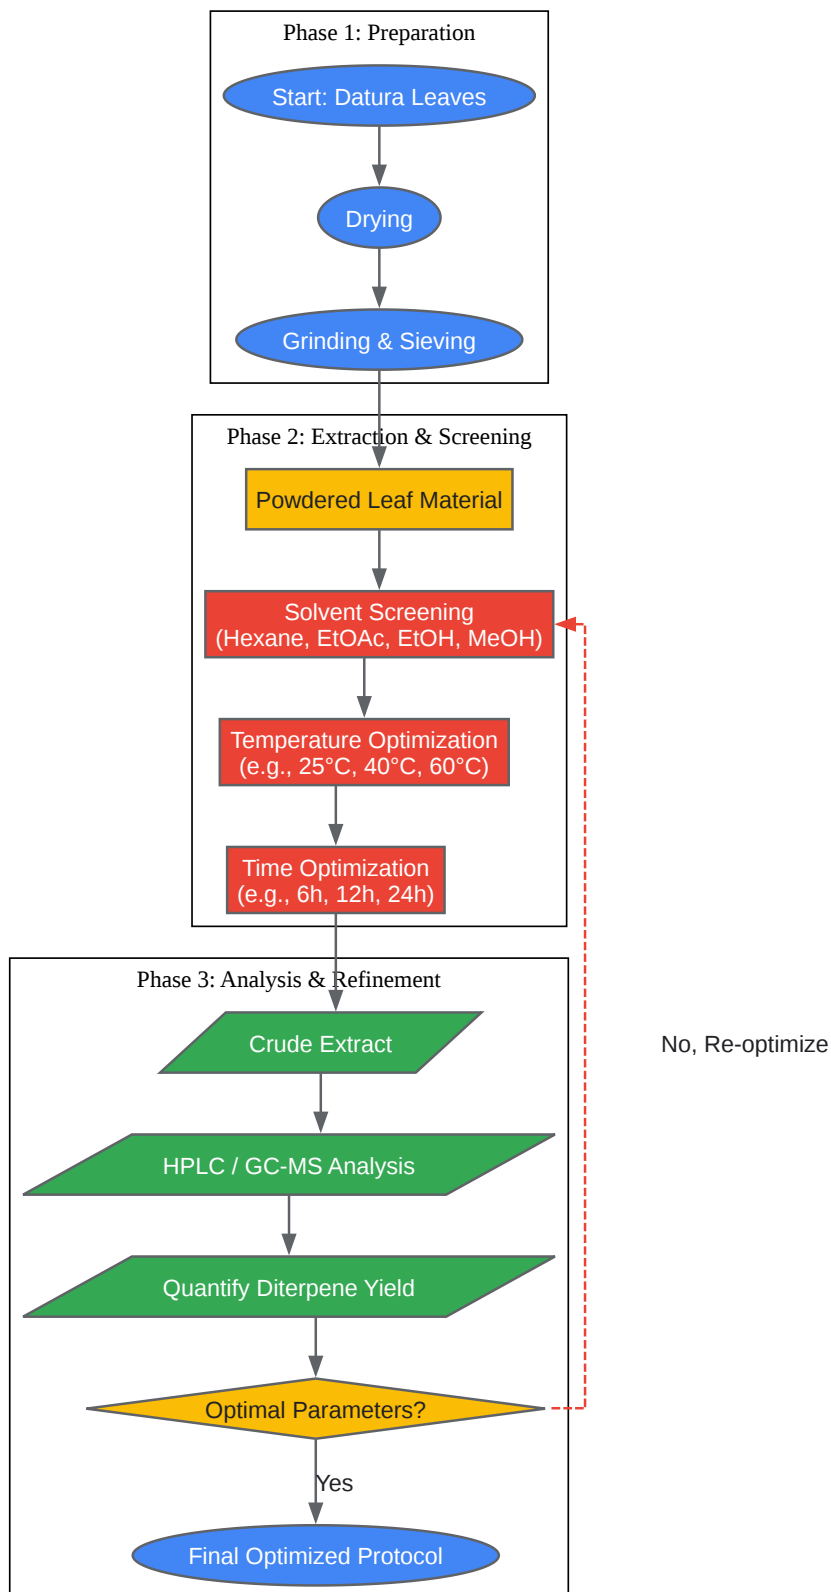 Phase 1: Preparation
Start: Datura Leaves
Drying
Grinding & Sieving
Phase 2: Extraction & Screening
Powdered Leaf Material
Solvent Screening
(Hexane, EtOAc, EtOH, MeOH)
Temperature Optimization
(e.g., 25°C, 40°C, 60°C)
Time Optimization
(e.g., 6h, 12h, 24h)
Phase 3: Analysis & Refinement
Crude Extract
No, Re-optimize
HPLC / GC-MS Analysis
Quantify Diterpene Yield
Optimal Parameters?
Yes
Final Optimized Protocol